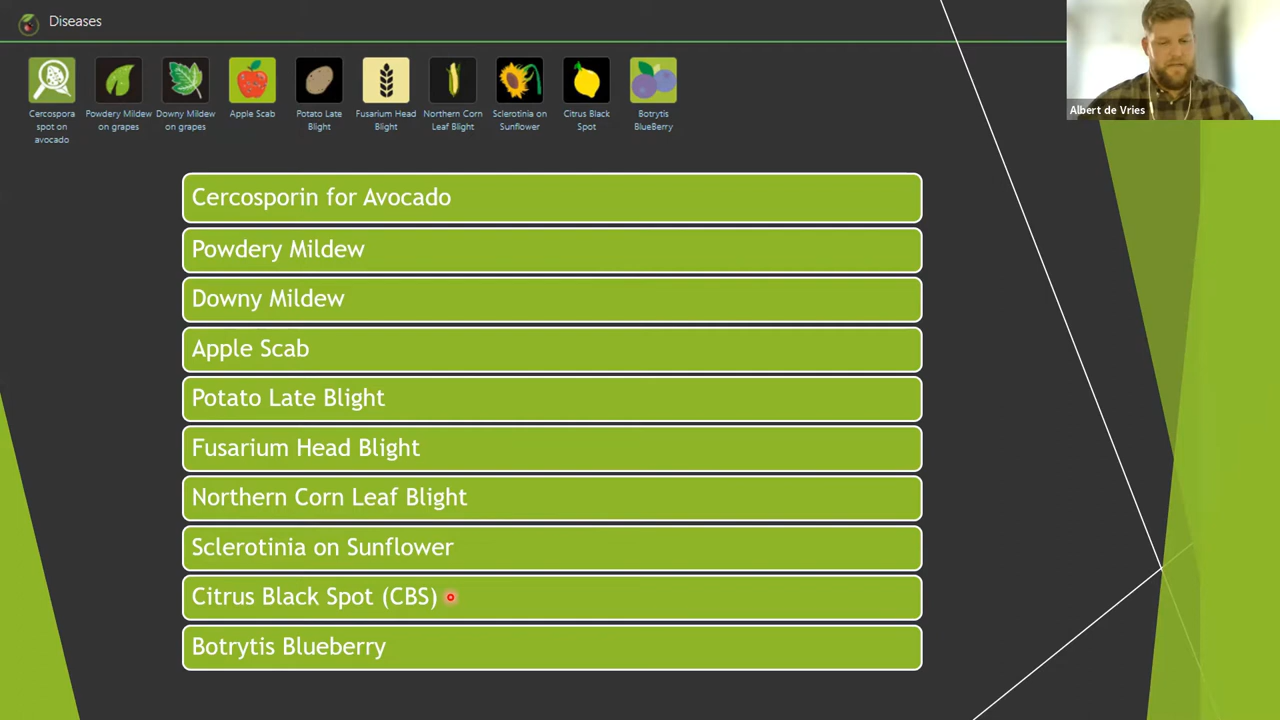 Diseases
Albert de Vries
Cercospora
spot on
avocado
Powdery Mildew
on grapes
Downy Mildew
on grapes
Apple Scab
Potato Late
Blight
Fusarium Head
Blight
Northern Corn
Leaf Blight
Sclerotinia on
Sunflower
Citrus Black
Spot
Botrytis
BlueBerry
Cercosporin for Avocado
Powdery Mildew
Downy Mildew
Apple Scab
Potato Late Blight
Fusarium Head Blight
Northern Corn Leaf Blight
Sclerotinia on Sunflower
Citrus Black Spot (CBS)
Botrytis Blueberry